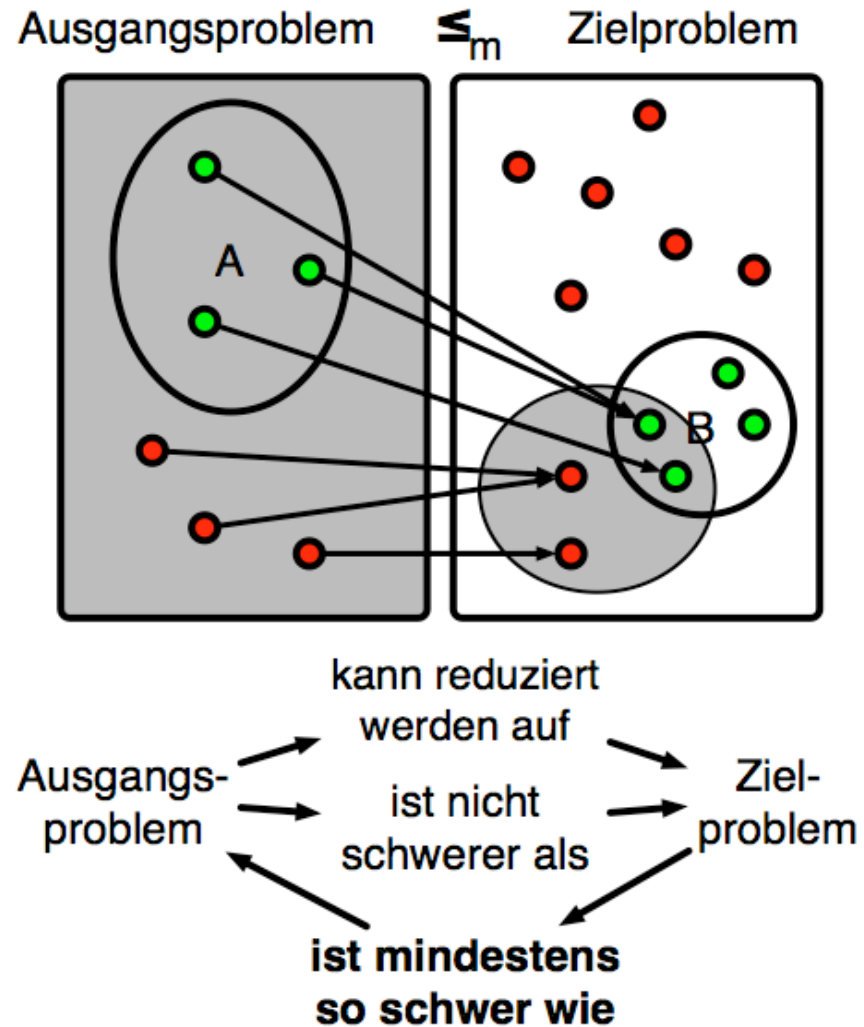 Ausgangsproblem ≤m Zielproblem
A
B
kann reduziert
werden auf
Ausgangs-
problem
ist nicht
schwerer als
Ziel-
problem
ist mindestens
so schwer wie